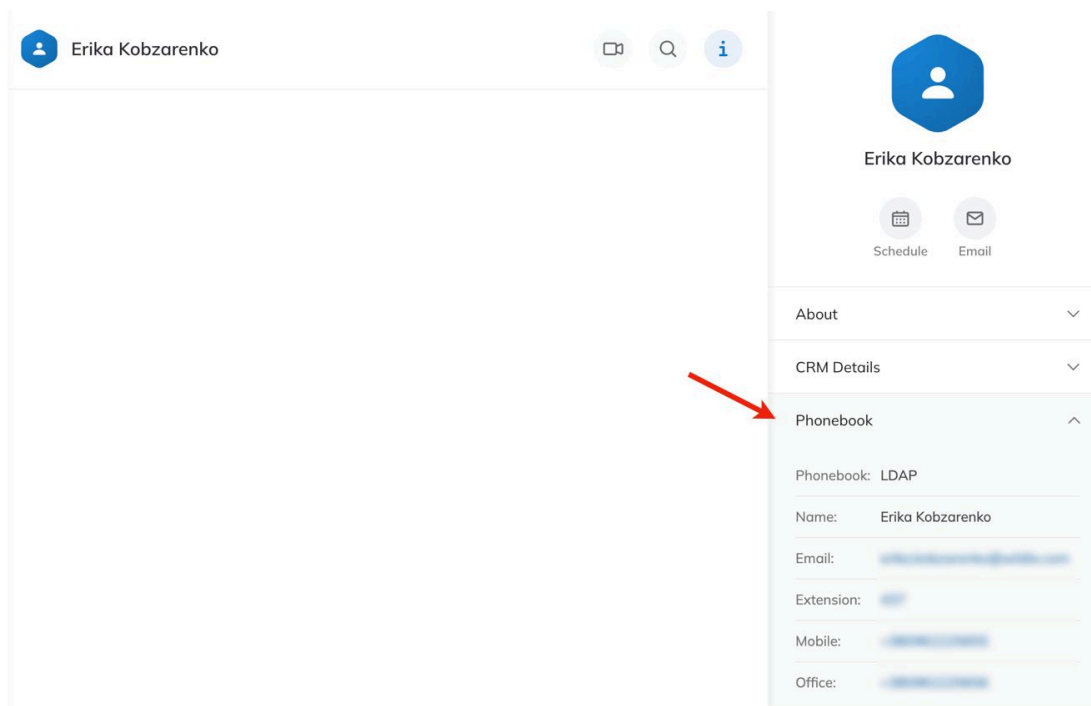 Erika Kobzarenko
Erika Kobzarenko
Schedule Email
About
CRM Details
Phonebook
Phonebook: LDAP
Name: Erika Kobzarenko
Email:
Extension:
Mobile:
Office: